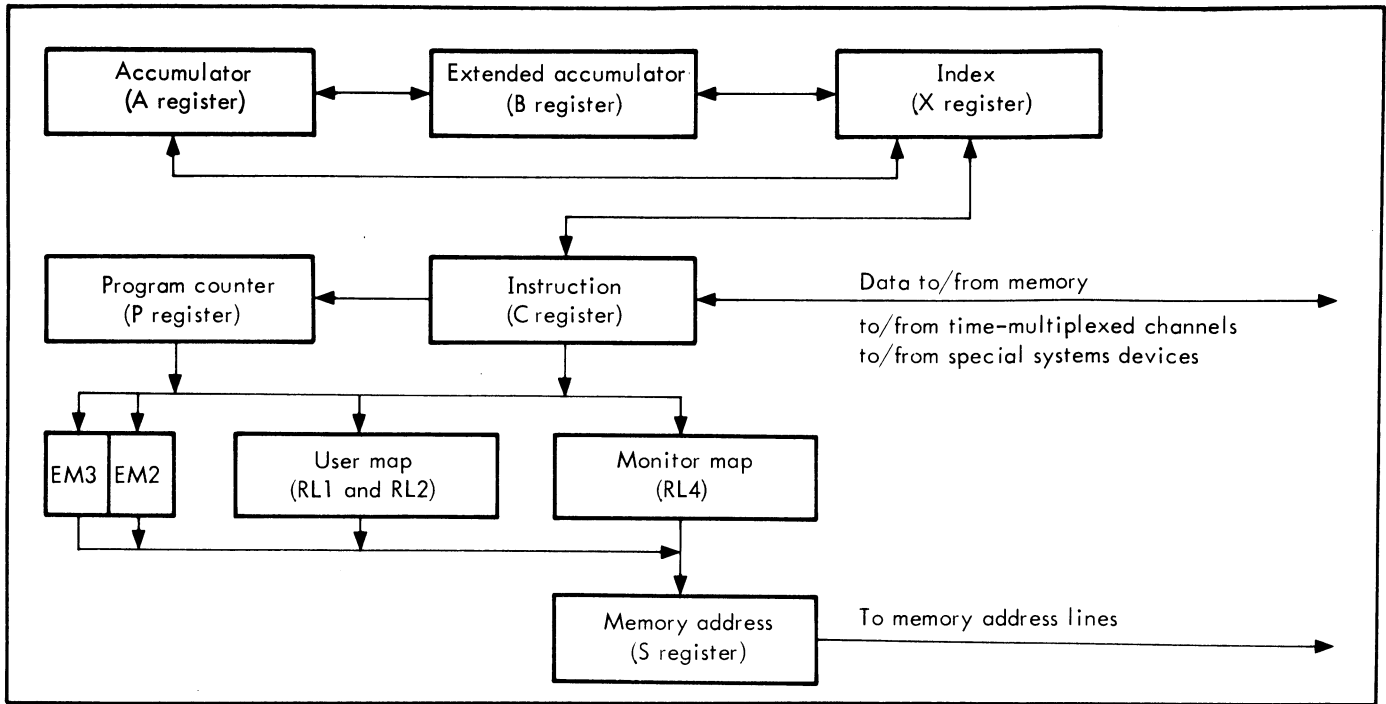 Accumulator
(A register)
Extended accumulator
(B register)
Index
(X register)
Program counter
(P register)
Instruction
(C register)
Data to/from memory
to/from time-multiplexed channels
to/from special systems devices
EM3
EM2
User map
(RL1 and RL2)
Monitor map
(RL4)
Memory address
(S register)
To memory address lines